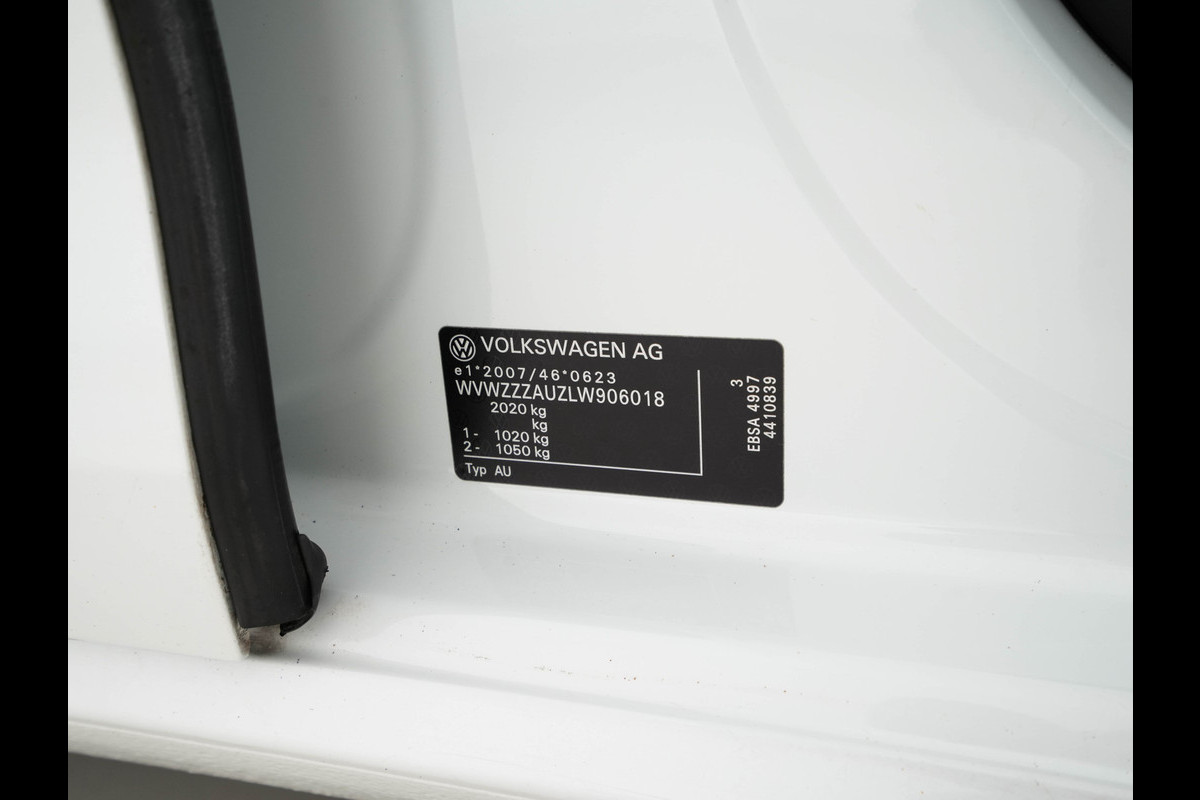 VOLKSWAGEN AG
e1*2007/46*0623
WVWZZZAUZLW906018
2020 kg
kg
1- 1020 kg
2- 1050 kg
Typ AU
3
EBSA 4997
4410839